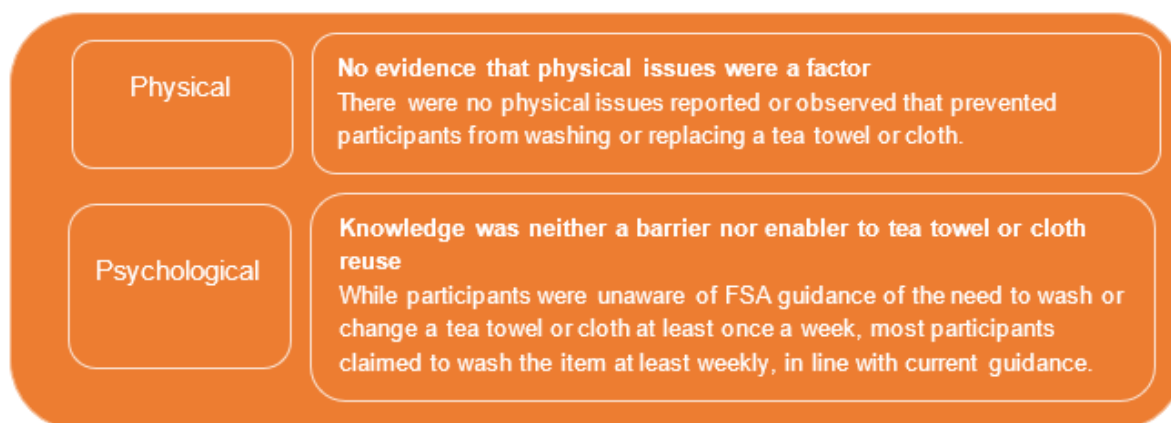 Physical
No evidence that physical issues were a factor
There were no physical issues reported or observed that prevented
participants from washing or replacing a tea towel or cloth.
Psychological
Knowledge was neither a barrier nor enabler to tea towel or cloth
reuse
While participants were unaware of FSA guidance of the need to wash or
change a tea towel or cloth at least once a week, most participants
claimed to wash the item at least weekly, in line with current guidance.